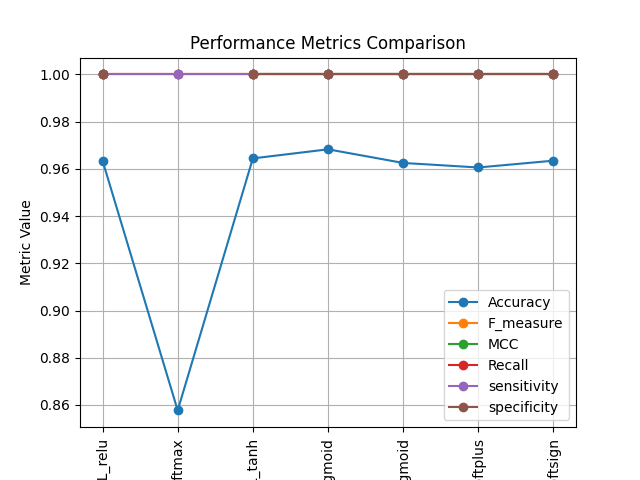 Performance Metrics Comparison
1.00
0.98
0.96
0.94
0.92
0.90
0.88
0.86
Metric Value
Accuracy
F_measure
MCC
Recall
sensitivity
specificity
L_relu
ftmax
_tanh
gmoid
gmoid
ftplus
ftsign